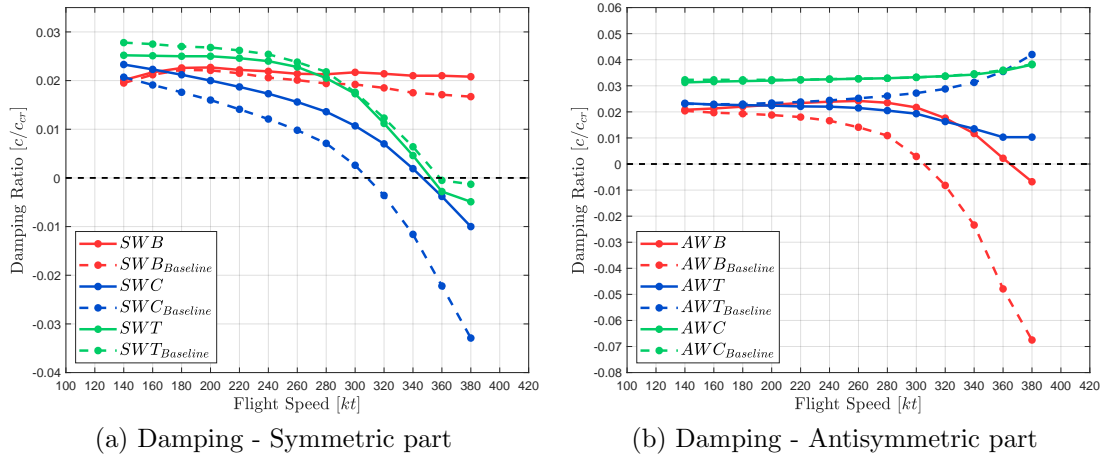 0.03
0.02
0.01
0
-0.01
-0.02
-0.03
-0.04
Damping Ratio [c/c_cr]
SWB
SWB_Baseline
SWC
SWC_Baseline
SWT
SWT_Baseline
100 120 140 160 180 200 220 240 260 280 300 320 340 360 380 400 420
Flight Speed [kt]
(a) Damping - Symmetric part
0.06
0.05
0.04
0.03
0.02
0.01
0
-0.01
-0.02
-0.03
-0.04
-0.05
-0.06
-0.07
-0.08
Damping Ratio [c/c_cr]
AWB
AWB_Baseline
AWT
AWT_Baseline
AWC
AWC_Baseline
100 120 140 160 180 200 220 240 260 280 300 320 340 360 380 400 420
Flight Speed [kt]
(b) Damping - Antisymmetric part